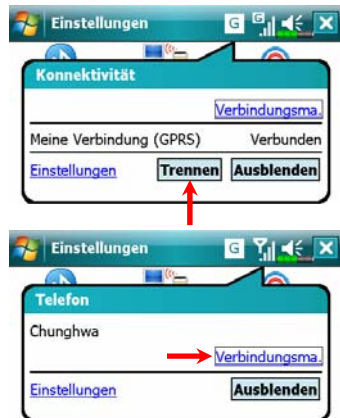 Einstellungen G G
Konnektivität
Verbindungsma.
Meine Verbindung (GPRS) Verbunden
Einstellungen Trennen Ausblenden
Einstellungen G
Telefon
Chunghwa
Verbindungsma.
Einstellungen Ausblenden